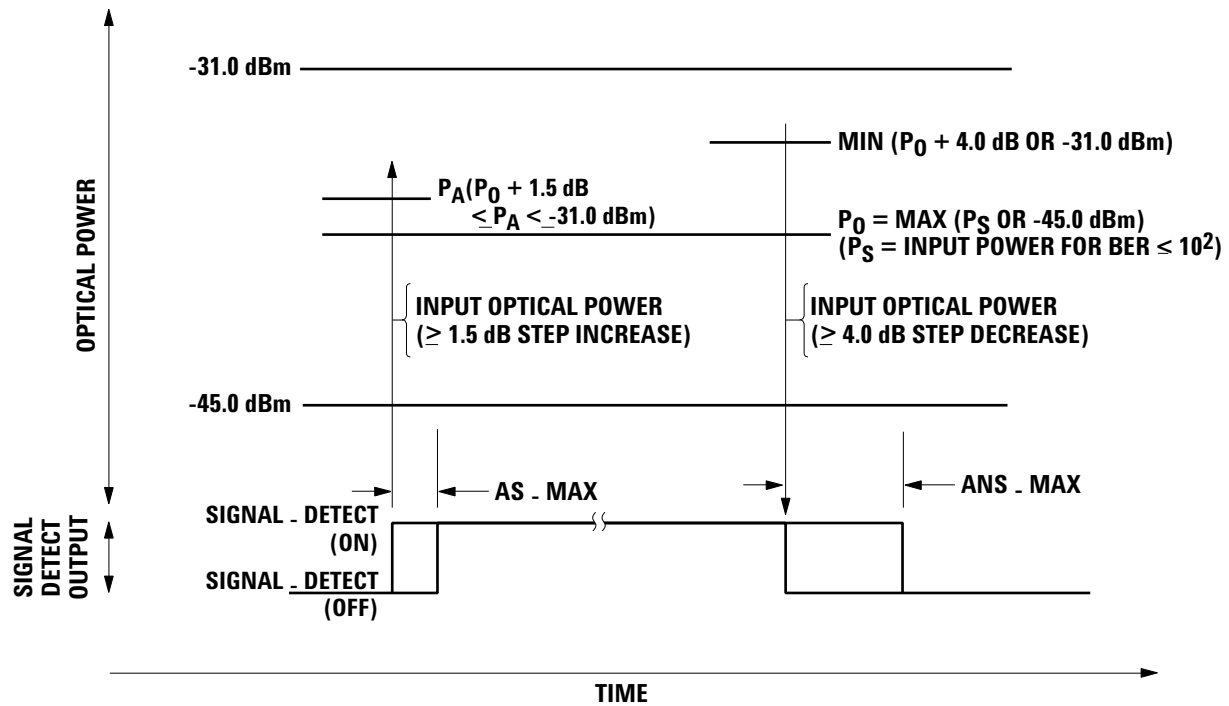 -31.0 dBm
MIN (PO + 4.0 dB OR -31.0 dBm)
PA(PO + 1.5 dB
≤ PA ≤ -31.0 dBm)
PO = MAX (PS OR -45.0 dBm)
(PS = INPUT POWER FOR BER ≤ 10²)
OPTICAL POWER
INPUT OPTICAL POWER
(≥ 1.5 dB STEP INCREASE)
INPUT OPTICAL POWER
(≥ 4.0 dB STEP DECREASE)
-45.0 dBm
AS - MAX
ANS - MAX
SIGNAL - DETECT
(ON)
SIGNAL
DETECT
OUTPUT
SIGNAL - DETECT
(OFF)
TIME